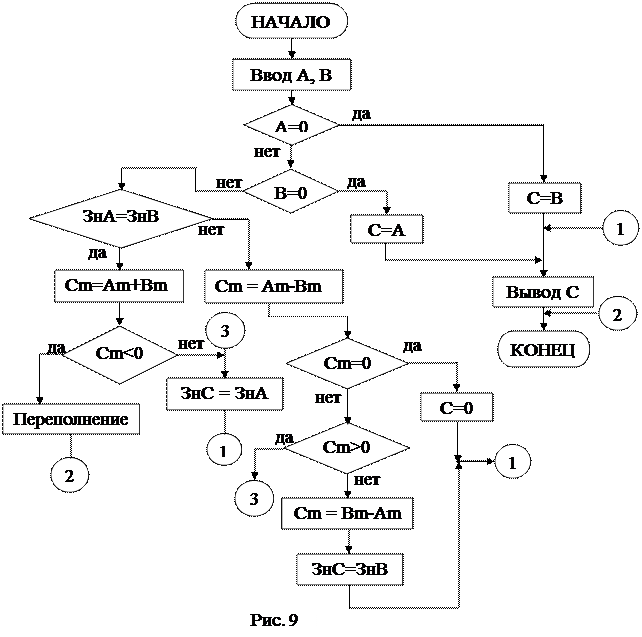 НАЧАЛО
Ввод А, В
да
А=0
нет
нет
В=0
да
С=В
ЗнА=ЗнВ
нет
С=А
1
да
Cm=Am+Bm
Cm = Am-Bm
Вывод С
2
КОНЕЦ
да
Cm<0
нет
3
Cm=0
да
ЗнС = ЗнА
С=0
нет
Переполнение
1
да
Cm>0
1
2
3
нет
Cm = Bm-Am
ЗнС=ЗнВ
Рис. 9